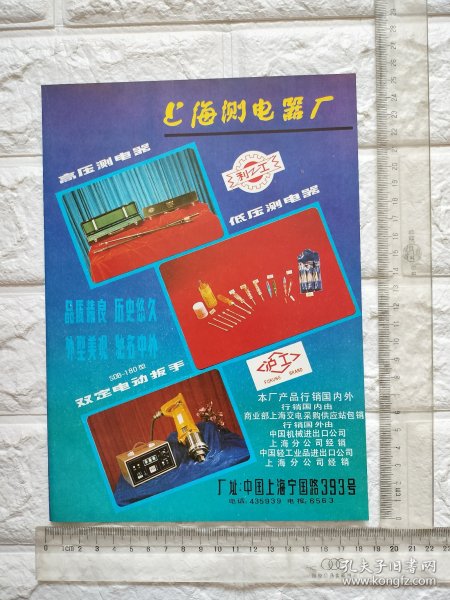 上海测电器厂
高压测电器
利工
低压测电器
品质精良 历史悠久
外型美观 驰名中外
SDB-180型
双定电动扳手
沪工
本厂产品行销国内外
行销国内由
商业部上海交电采购供应站包销
行销国外由
中国机械进出口公司
上海分公司经销
中国轻工业品进出口公司
上海分公司经销
厂址:中国上海宁国路393号
电话:435939 电报:6563
孔夫子旧书网